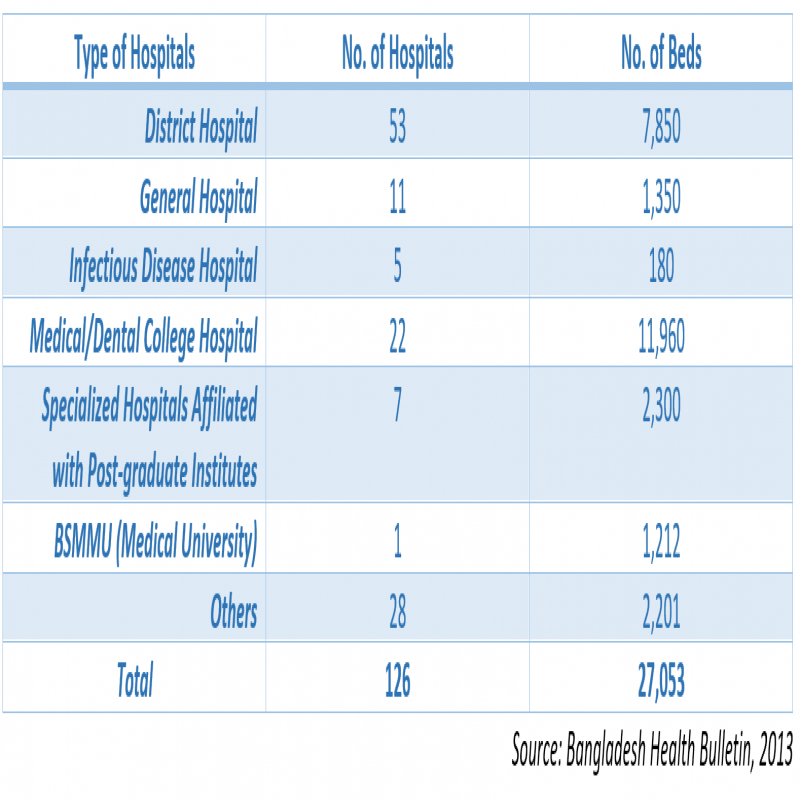 Type of Hospitals No. of Hospitals No. of Beds
District Hospital 53 7,850
General Hospital 11 1,350
Infectious Disease Hospital 5 180
Medical/Dental College Hospital 22 11,960
Specialized Hospitals Affiliated 7 2,300
with Post-graduate Institutes
BSMMU (Medical University) 1 1,212
Others 28 2,201
Total 126 27,053
Source: Bangladesh Health Bulletin, 2013